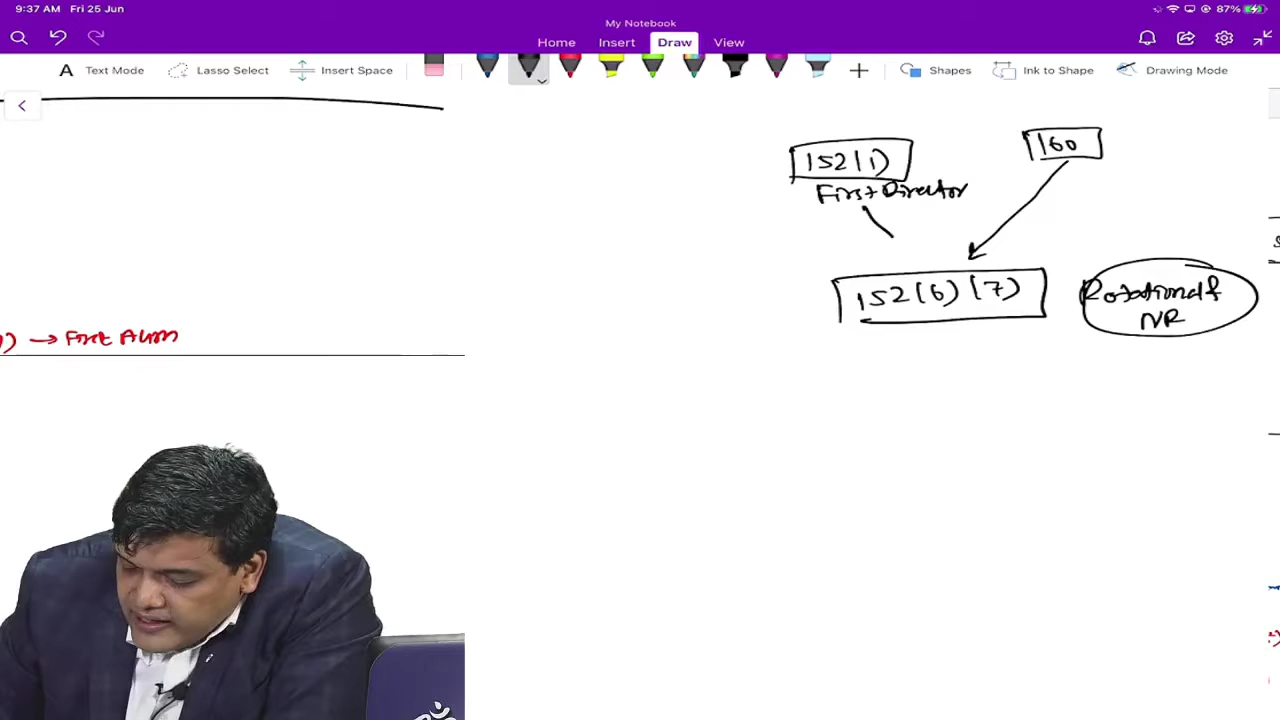 9:37 AM Fri 25 Jun
87%
My Notebook
Home Insert Draw View
Text Mode Lasso Select Insert Space Shapes Ink to Shape Drawing Mode
152(1)
160
First Director
152(6)(7)
Rotational &
NR
→ First